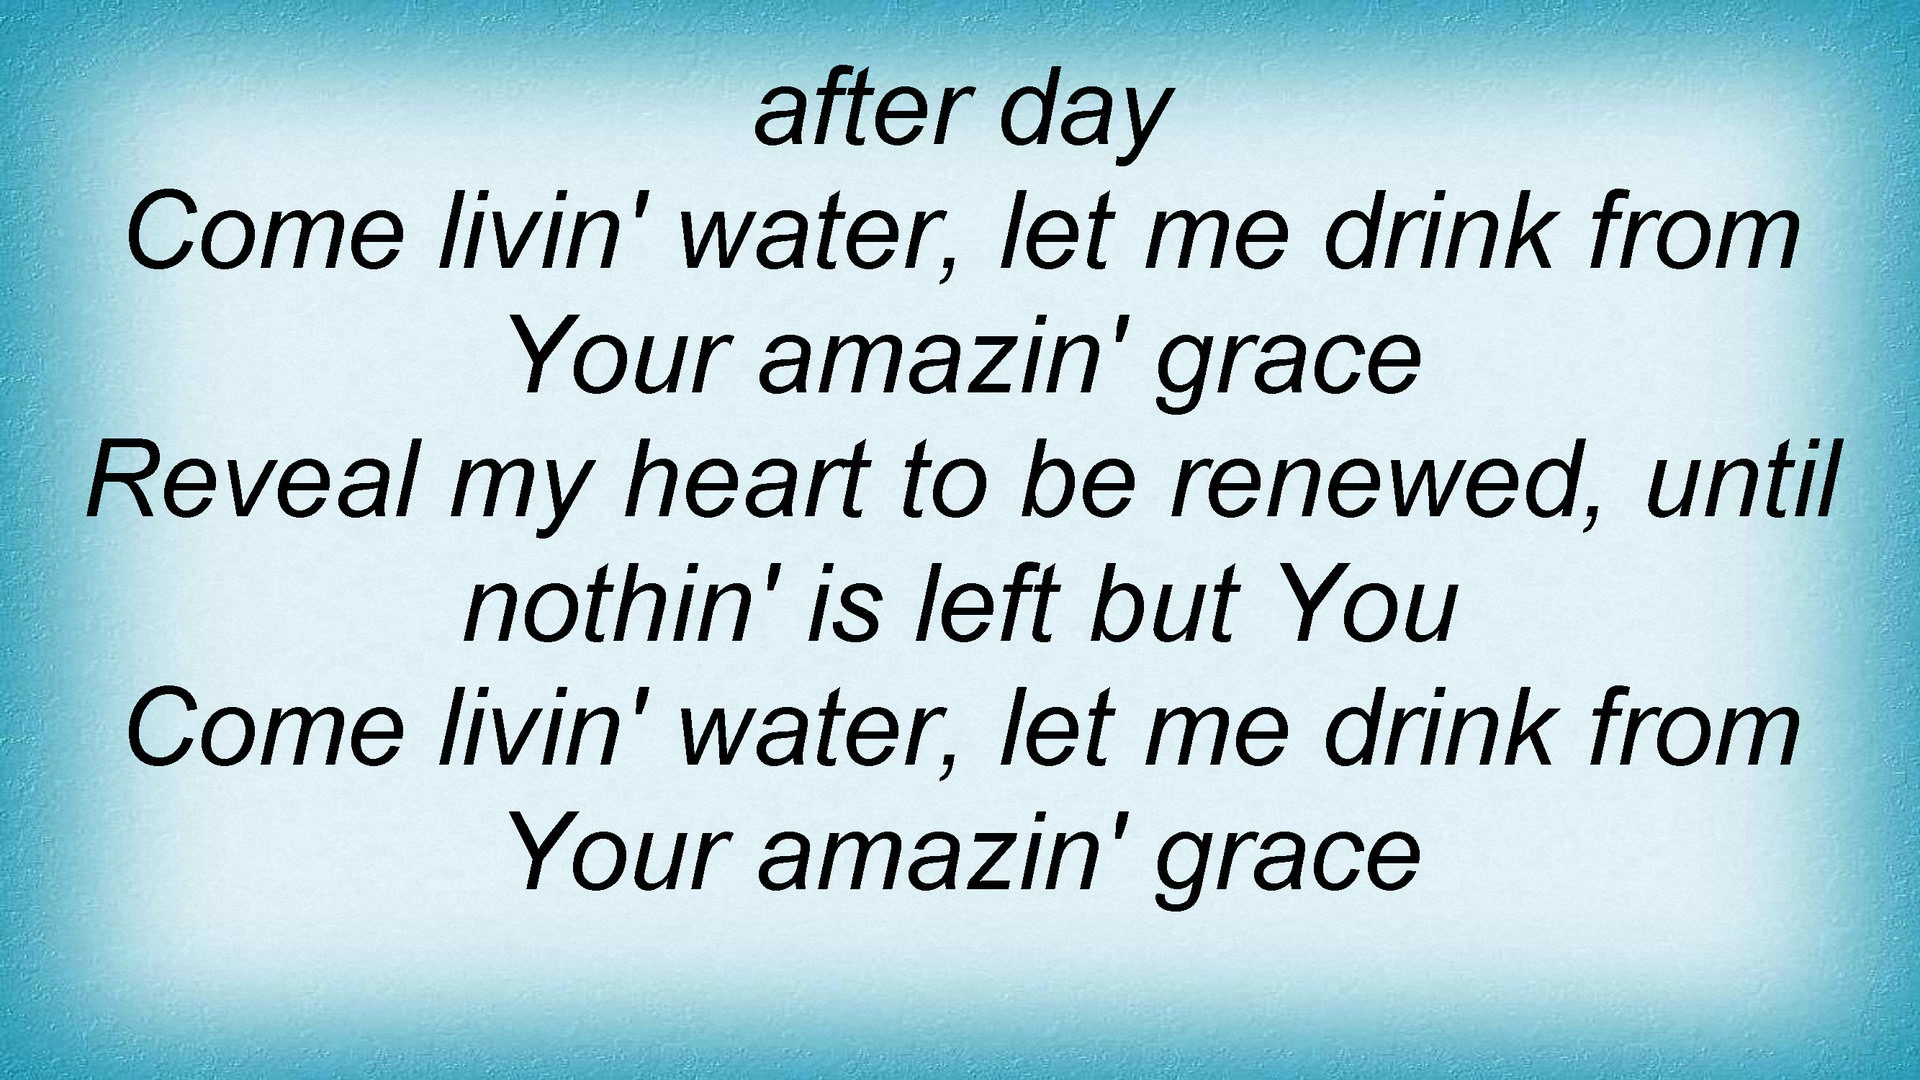 after day
Come livin' water, let me drink from
Your amazin' grace
Reveal my heart to be renewed, until
nothin' is left but You
Come livin' water, let me drink from
Your amazin' grace